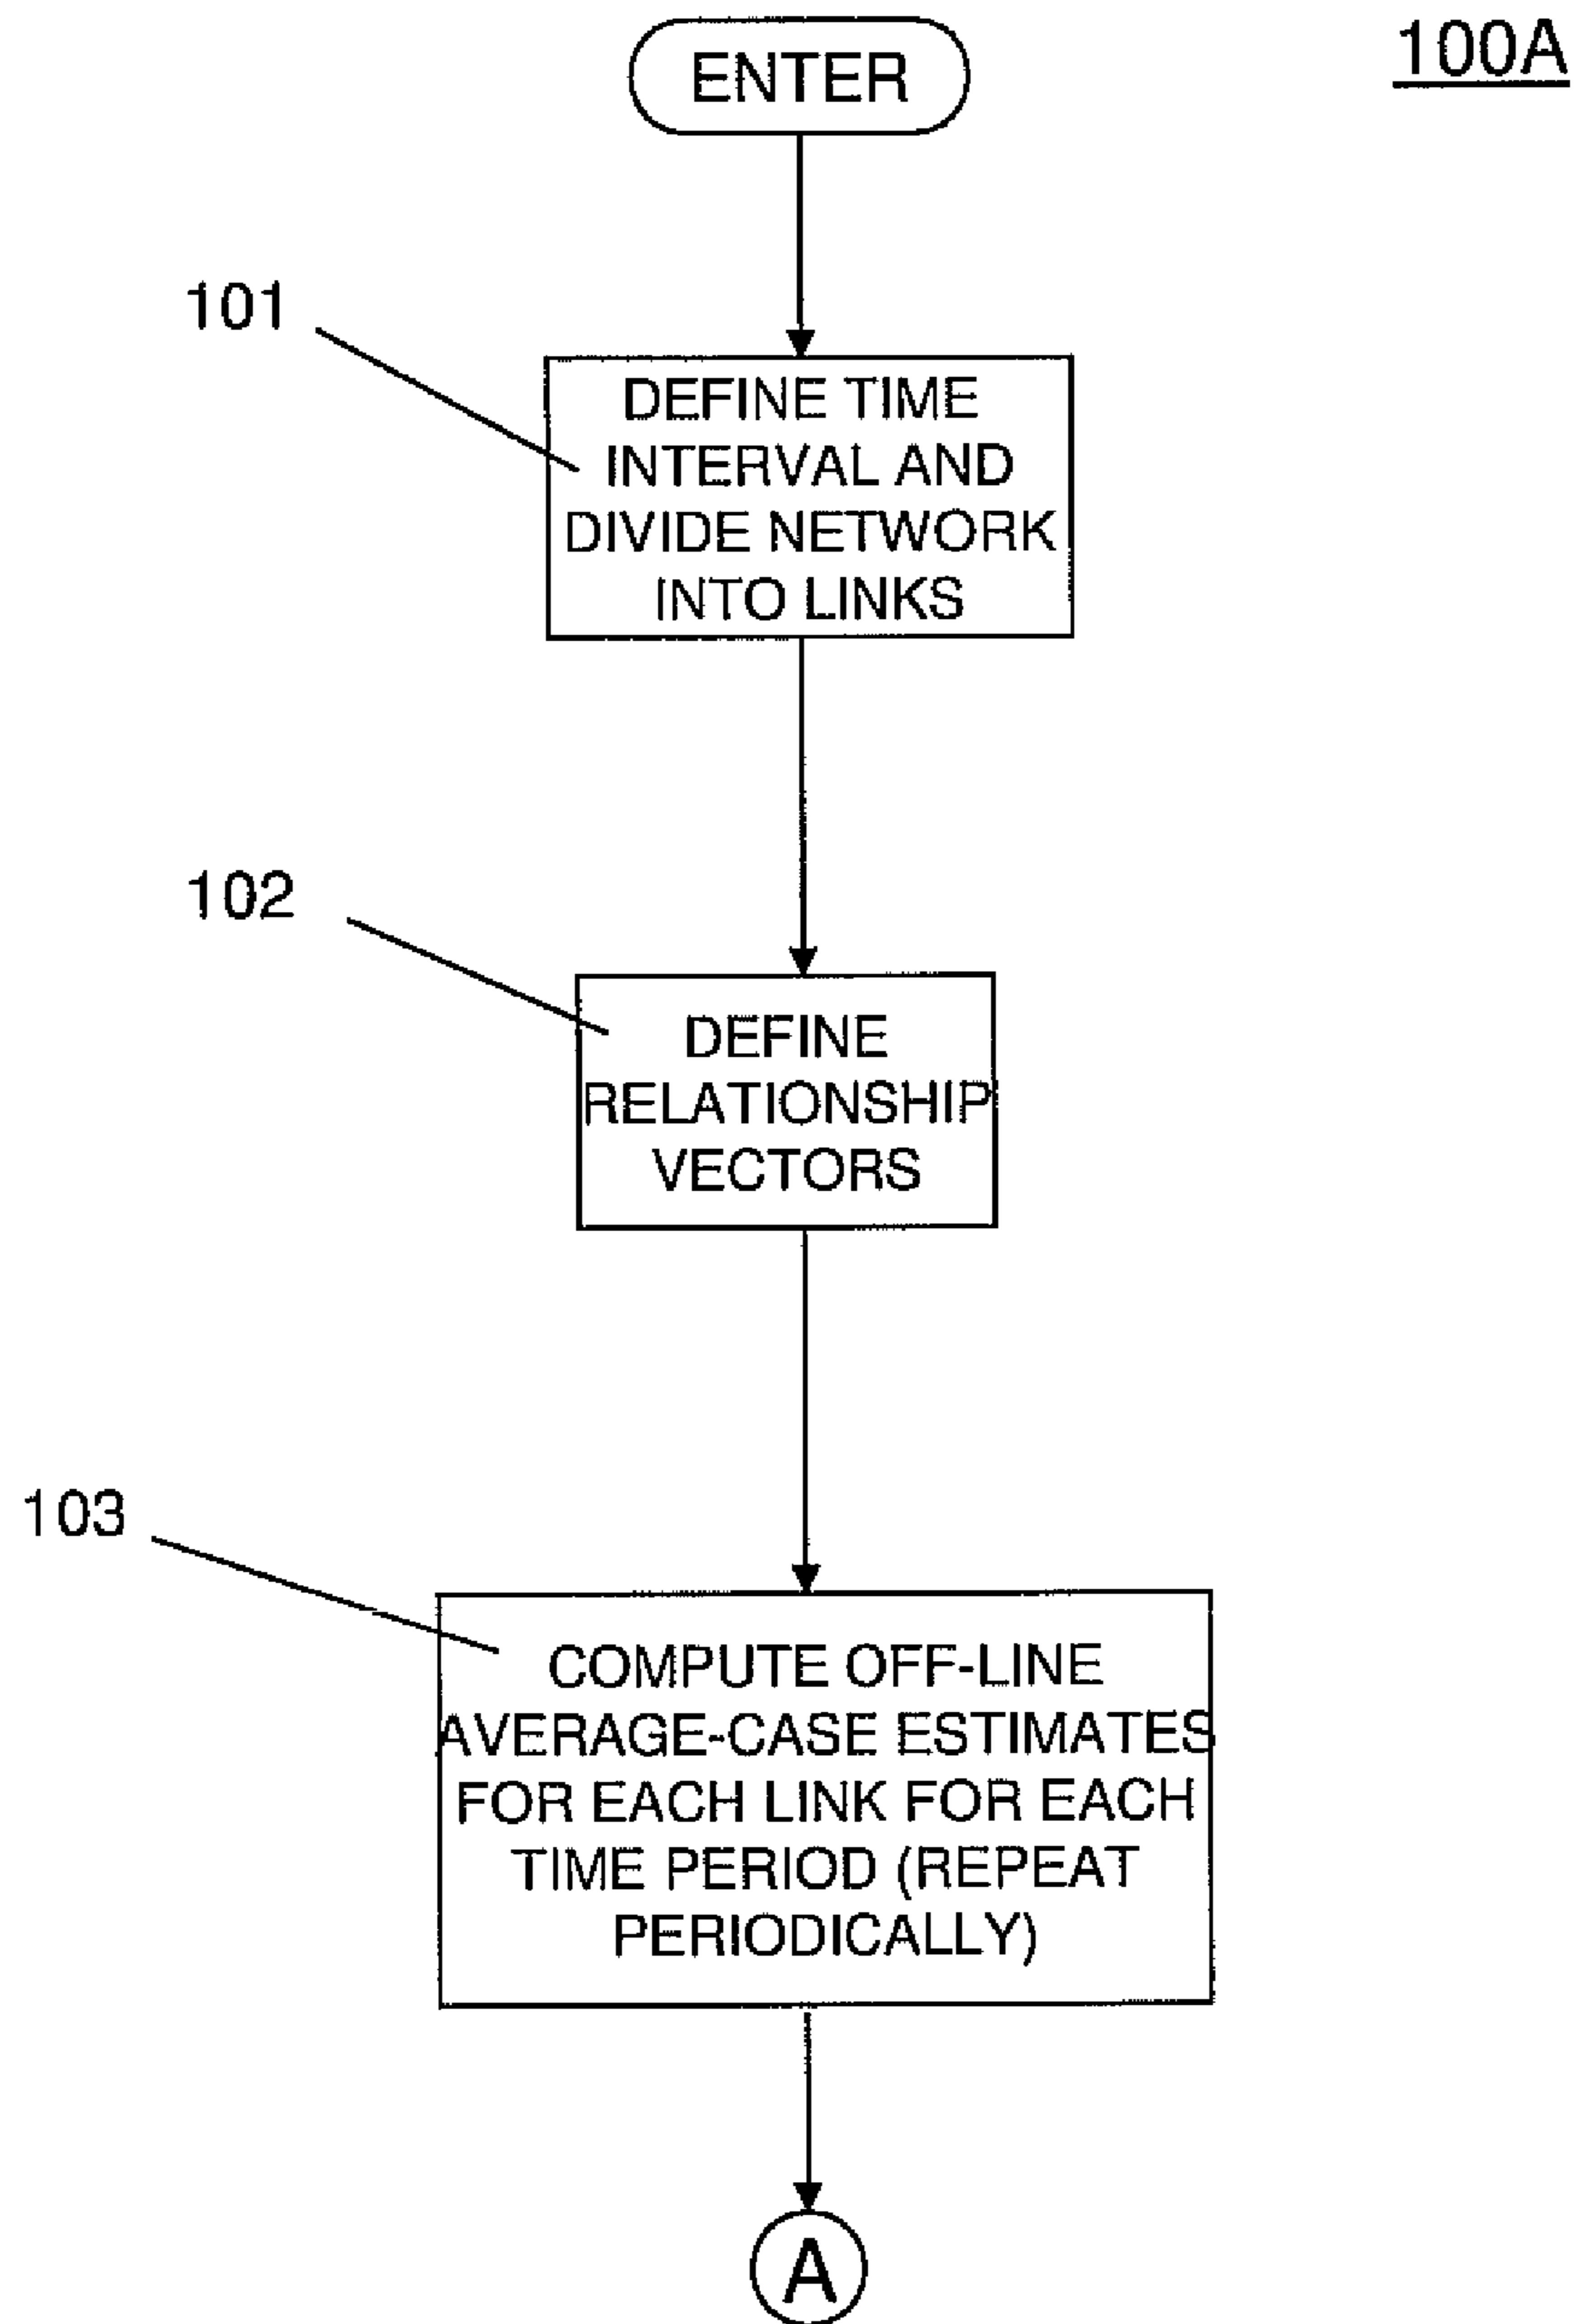 100A
ENTER
101
DEFINE TIME
INTERVAL AND
DIVIDE NETWORK
INTO LINKS
102
DEFINE
RELATIONSHIP
VECTORS
103
COMPUTE OFF-LINE
AVERAGE-CASE ESTIMATES
FOR EACH LINK FOR EACH
TIME PERIOD (REPEAT
PERIODICALLY)
A